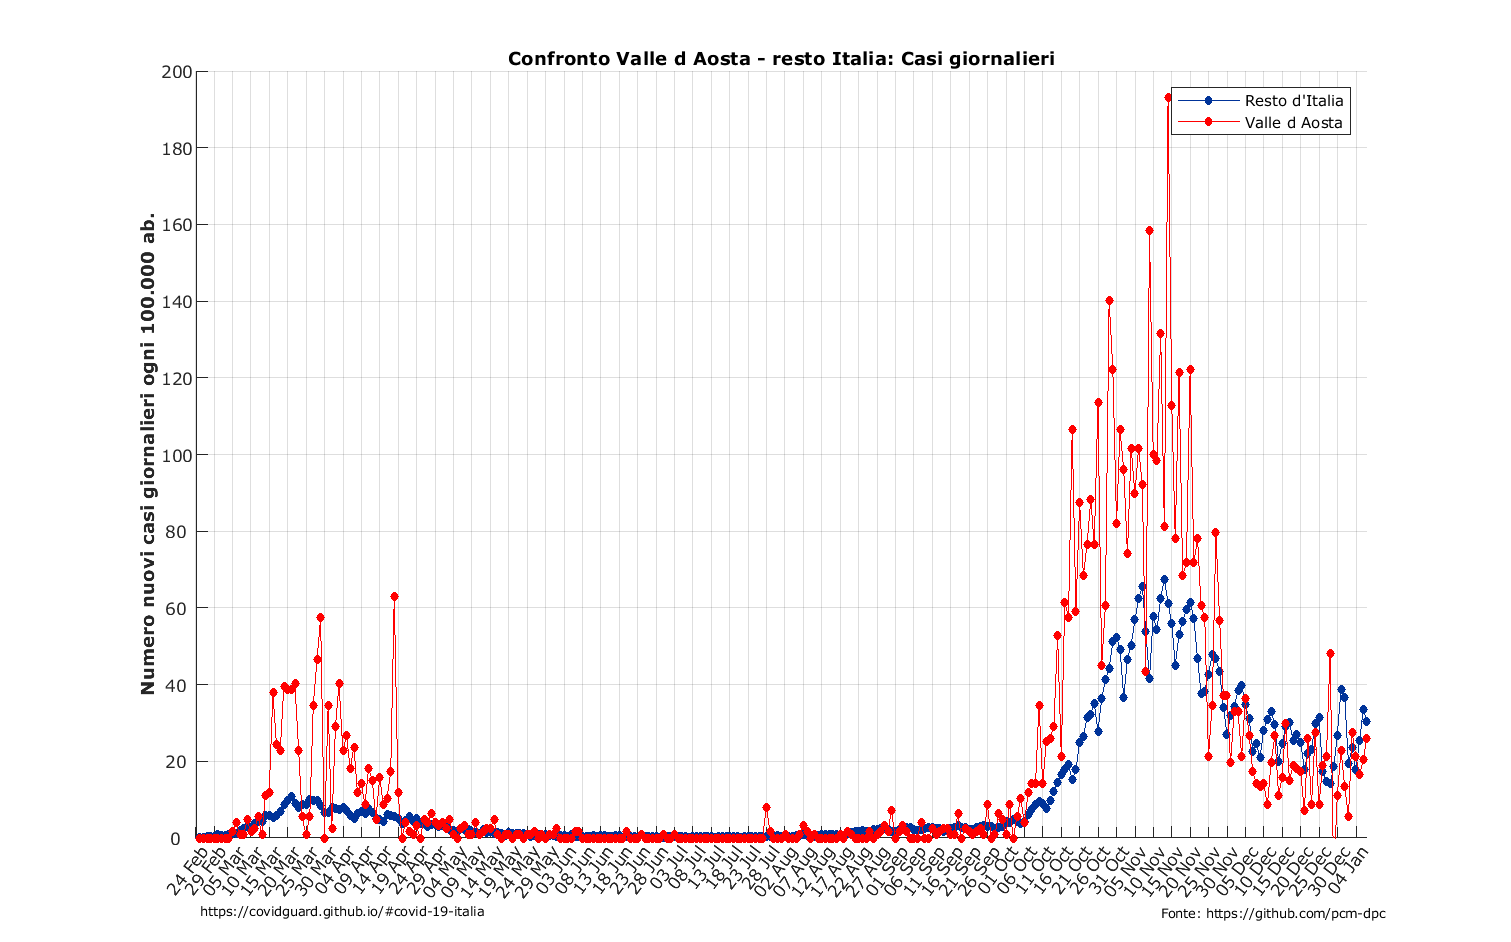 Confronto Valle d Aosta - resto Italia: Casi giornalieri
Numero nuovi casi giornalieri ogni 100.000 ab.
200
180
160
140
120
100
80
60
40
20
0
Resto d'Italia
Valle d Aosta
24 Feb
29 Feb
05 Mar
10 Mar
15 Mar
20 Mar
25 Mar
30 Mar
04 Apr
09 Apr
14 Apr
19 Apr
24 Apr
29 Apr
04 May
09 May
14 May
19 May
24 May
29 May
03 Jun
08 Jun
13 Jun
18 Jun
23 Jun
28 Jun
03 Jul
08 Jul
13 Jul
18 Jul
23 Jul
28 Jul
02 Aug
07 Aug
12 Aug
17 Aug
22 Aug
27 Aug
01 Sep
06 Sep
11 Sep
16 Sep
21 Sep
26 Sep
01 Oct
06 Oct
11 Oct
16 Oct
21 Oct
26 Oct
31 Oct
05 Nov
10 Nov
15 Nov
20 Nov
25 Nov
30 Nov
05 Dec
10 Dec
15 Dec
20 Dec
25 Dec
30 Dec
04 Jan
https://covidguard.github.io/#covid-19-italia
Fonte: https://github.com/pcm-dpc